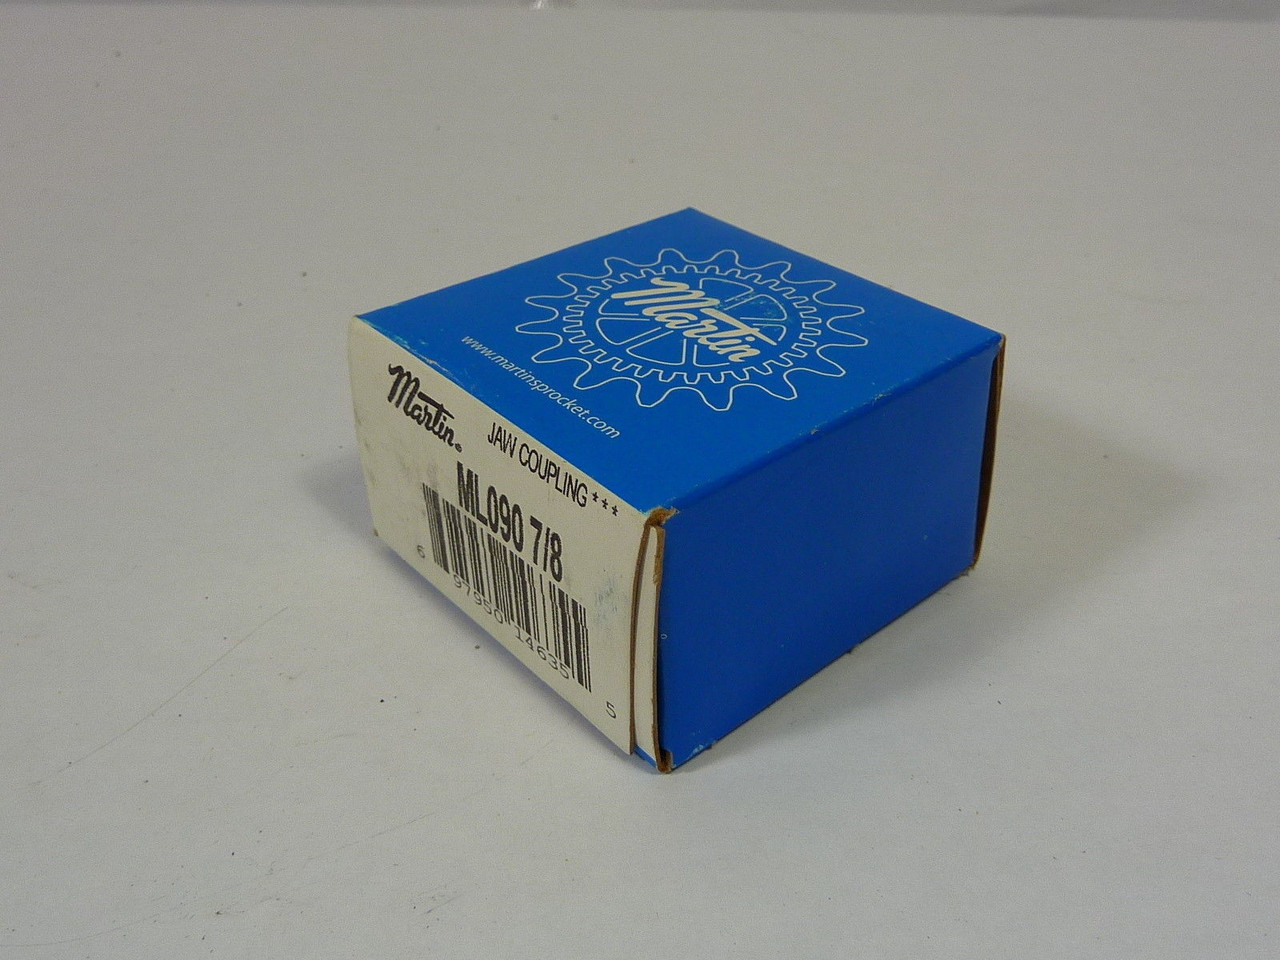 Martin
www.martinsprocket.com
Martin®
JAW COUPLING ***
ML090 7/8
6 97950 14635 5